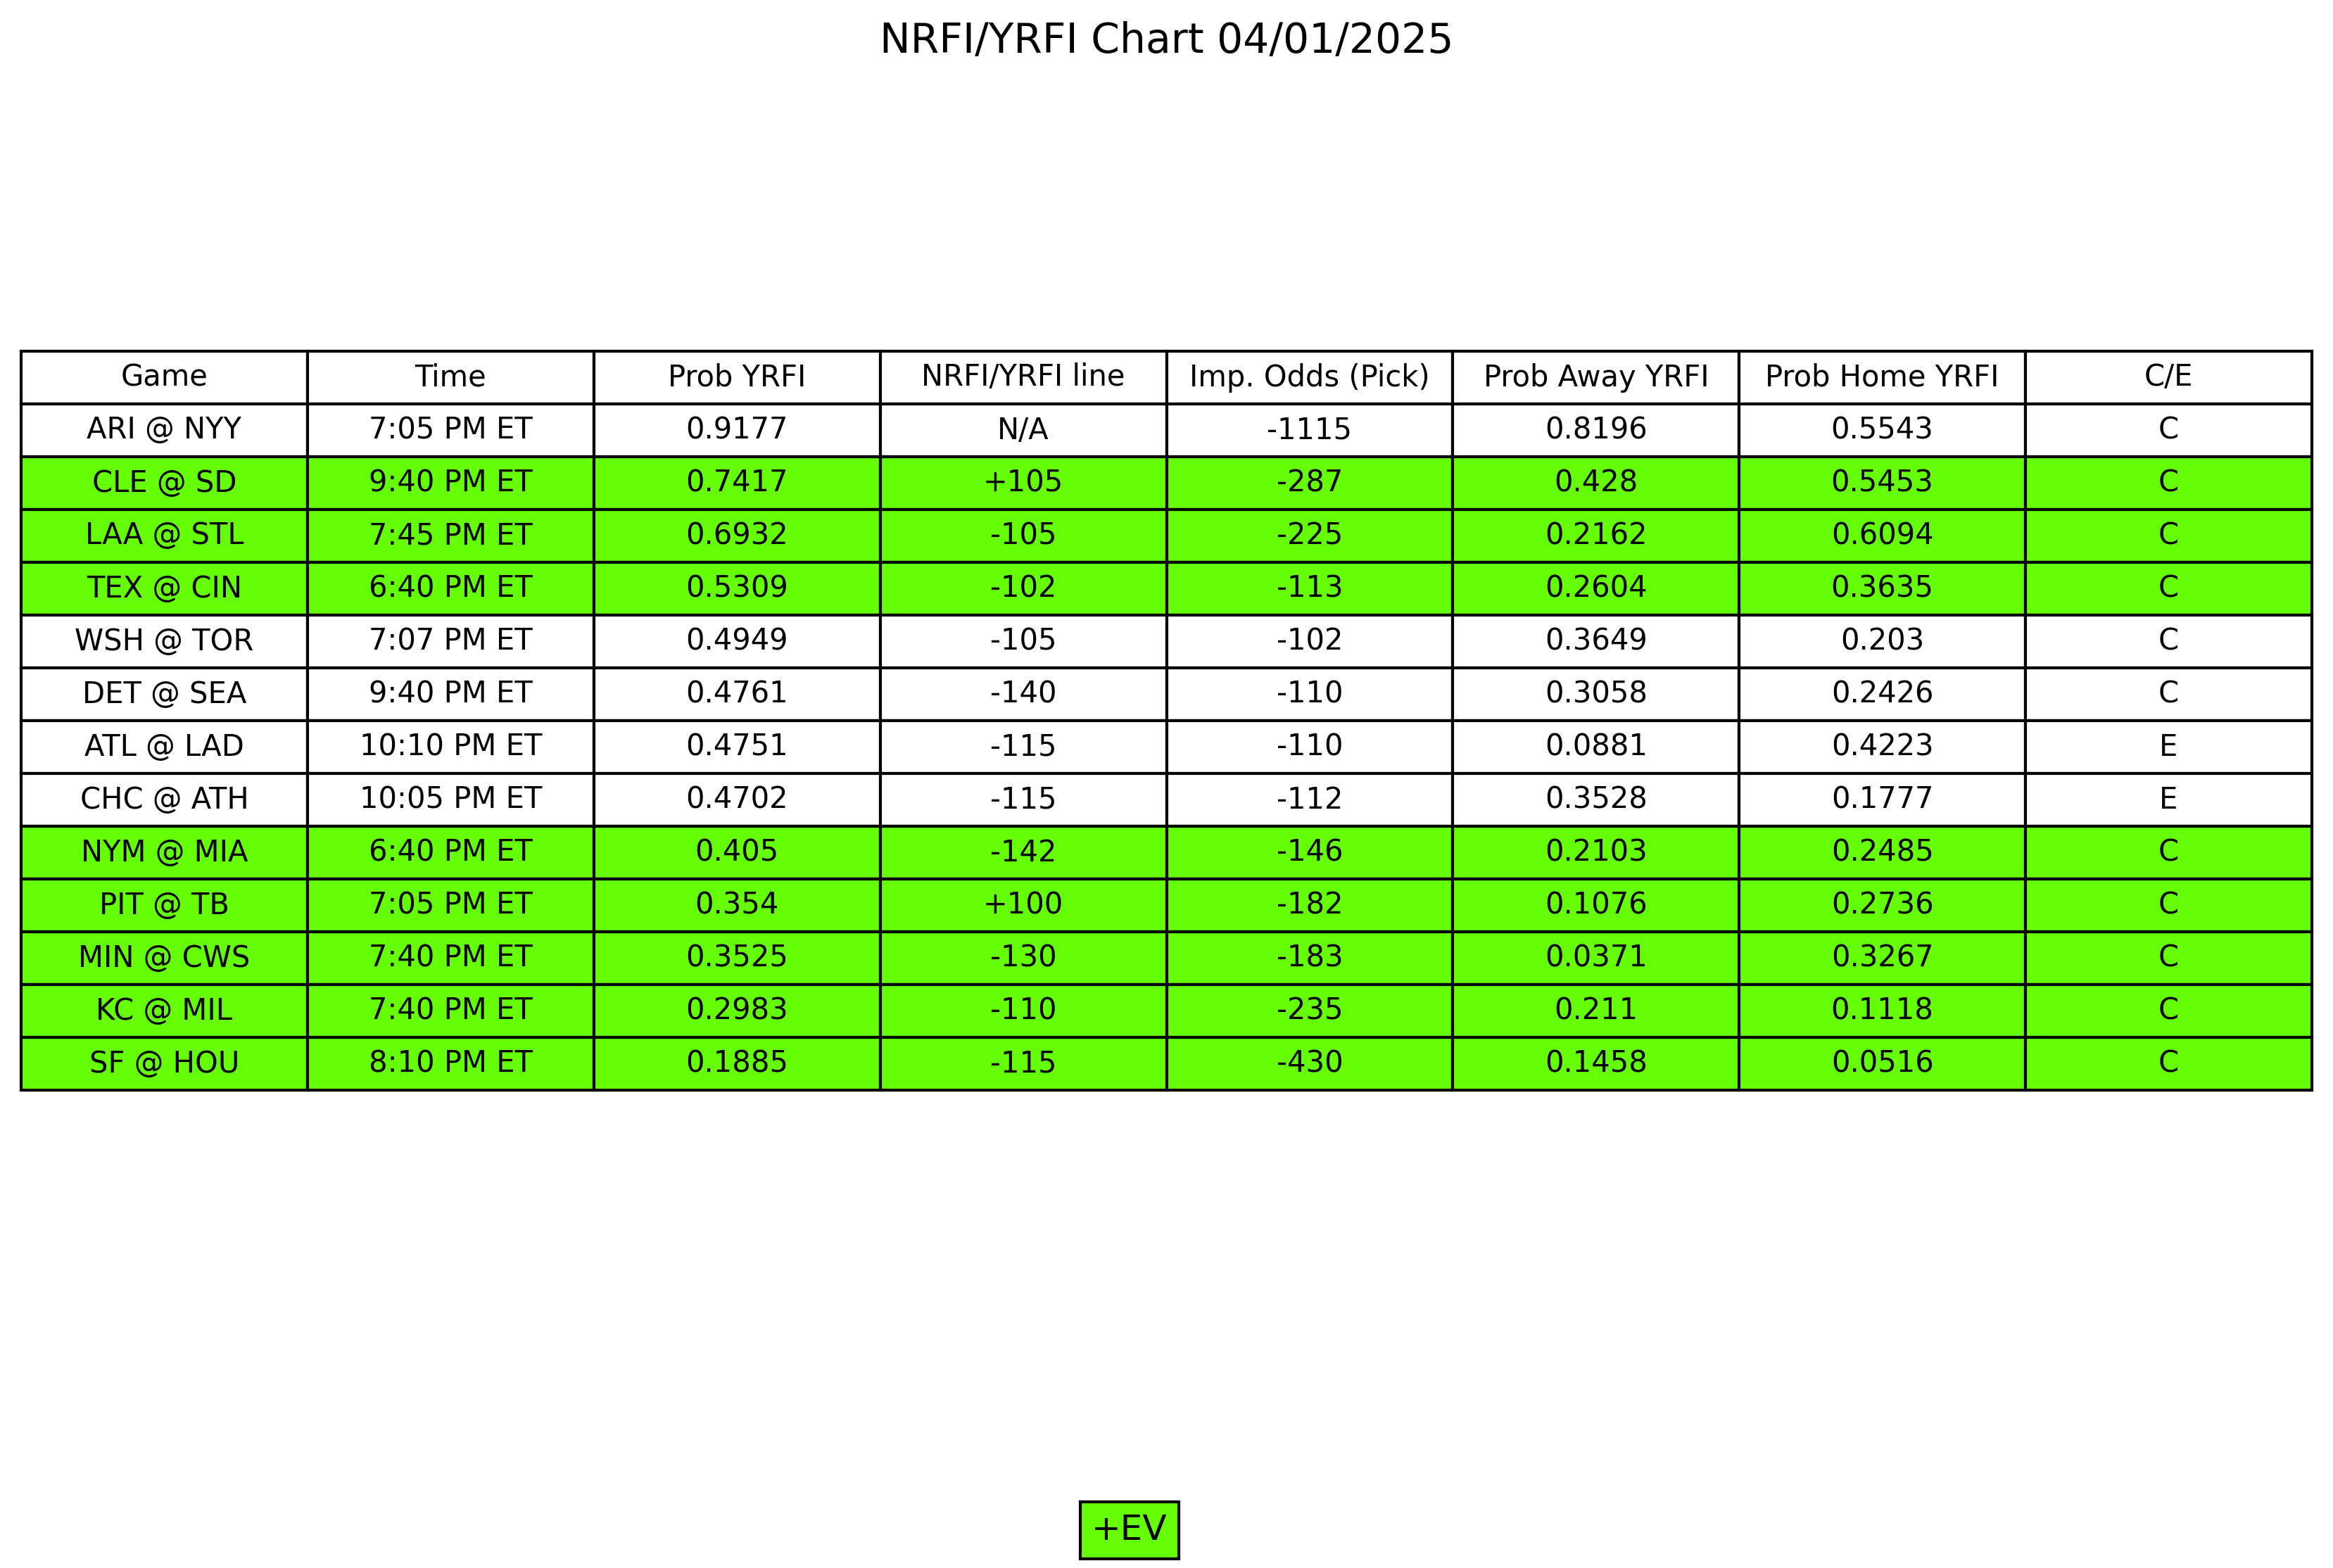 NRFI/YRFI Chart 04/01/2025
Game Time Prob YRFI NRFI/YRFI line Imp. Odds (Pick) Prob Away YRFI Prob Home YRFI C/E
ARI @ NYY 7:05 PM ET 0.9177 N/A -1115 0.8196 0.5543 C
CLE @ SD 9:40 PM ET 0.7417 +105 -287 0.428 0.5453 C
LAA @ STL 7:45 PM ET 0.6932 -105 -225 0.2162 0.6094 C
TEX @ CIN 6:40 PM ET 0.5309 -102 -113 0.2604 0.3635 C
WSH @ TOR 7:07 PM ET 0.4949 -105 -102 0.3649 0.203 C
DET @ SEA 9:40 PM ET 0.4761 -140 -110 0.3058 0.2426 C
ATL @ LAD 10:10 PM ET 0.4751 -115 -110 0.0881 0.4223 E
CHC @ ATH 10:05 PM ET 0.4702 -115 -112 0.3528 0.1777 E
NYM @ MIA 6:40 PM ET 0.405 -142 -146 0.2103 0.2485 C
PIT @ TB 7:05 PM ET 0.354 +100 -182 0.1076 0.2736 C
MIN @ CWS 7:40 PM ET 0.3525 -130 -183 0.0371 0.3267 C
KC @ MIL 7:40 PM ET 0.2983 -110 -235 0.211 0.1118 C
SF @ HOU 8:10 PM ET 0.1885 -115 -430 0.1458 0.0516 C
+EV